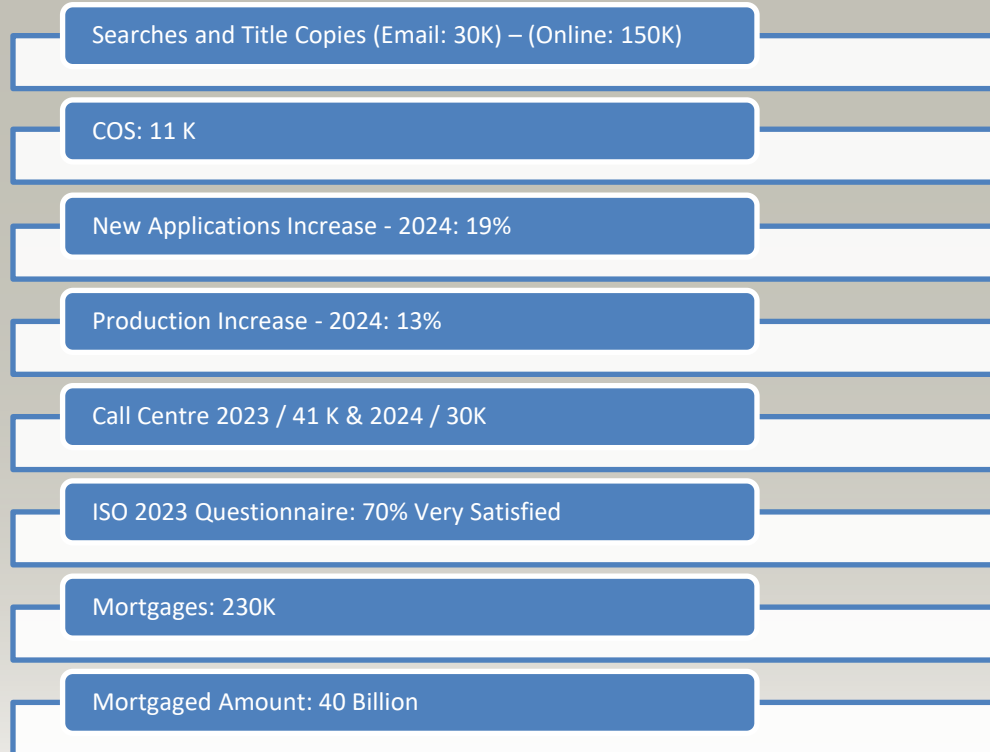 Searches and Title Copies (Email: 30K) – (Online: 150K)
COS: 11 K
New Applications Increase - 2024: 19%
Production Increase - 2024: 13%
Call Centre 2023 / 41 K & 2024 / 30K
ISO 2023 Questionnaire: 70% Very Satisfied
Mortgages: 230K
Mortgaged Amount: 40 Billion